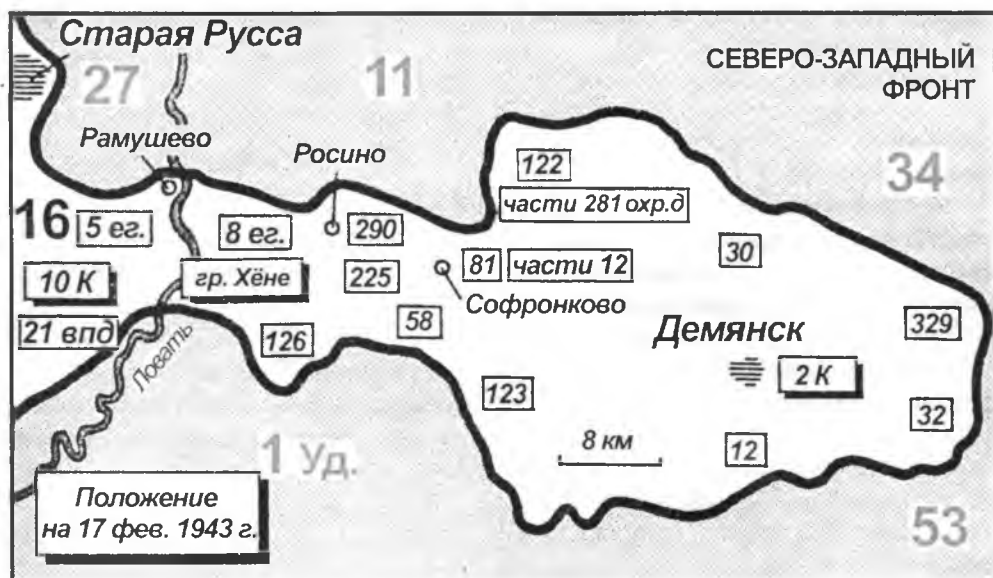 Старая Русса
СЕВЕРО-ЗАПАДНЫЙ
ФРОНТ
27
11
Рамушево
Росино
122
34
части 281 охр.д
16
5 ег.
8 ег.
290
30
10 К
гр. Хёне
225
81
части 12
Софронково
21 впд
126
58
Ловать
Демянск
329
2 К
123
32
8 км
12
1 Уд.
Положение
на 17 фев. 1943 г.
53